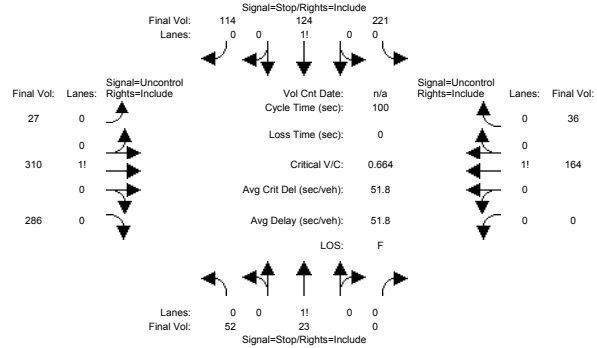 Signal=Stop/Rights=Include
Final Vol: 114 124 221
Lanes: 0 0 1! 0 0
Signal=Uncontrol Signal=Uncontrol
Final Vol: Lanes: Rights=Include Vol Cnt Date: n/a Rights=Include Lanes: Final Vol:
Cycle Time (sec): 100
27 0 0 36
Loss Time (sec): 0
0 0
310 1! Critical V/C: 0.664 1! 164
0 Avg Crit Del (sec/veh): 51.8 0
286 0 Avg Delay (sec/veh): 51.8 0 0
LOS: F
Lanes: 0 0 1! 0 0
Final Vol: 52 23 0
Signal=Stop/Rights=Include